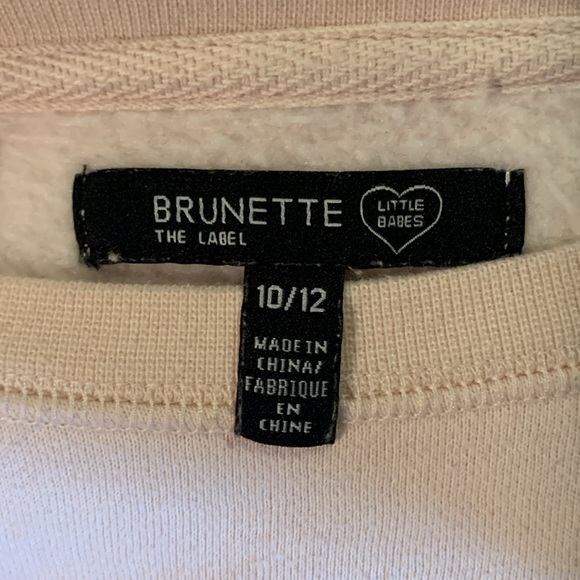 BRUNETTE
THE LABEL
LITTLE
BABES
10/12
MADE IN
CHINA/
FABRIQUE
EN
CHINE